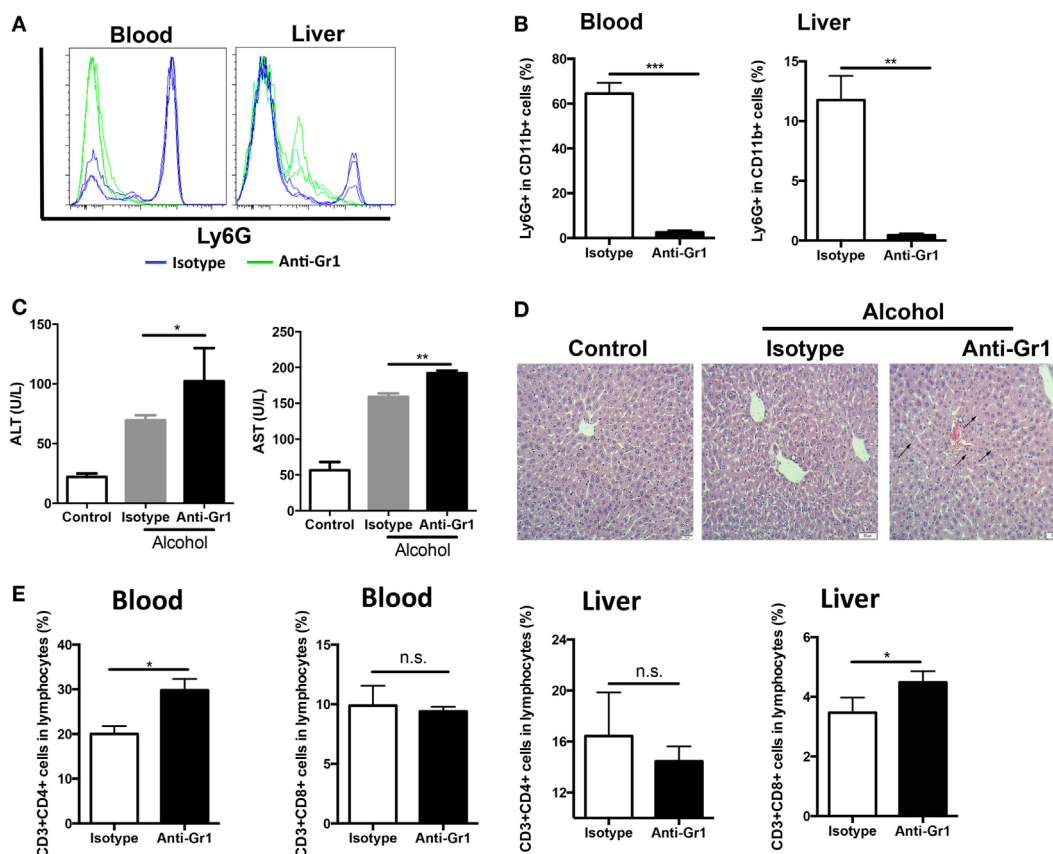 A
Blood
Liver
Ly6G
Isotype
Anti-Gr1
B
Blood
Liver
Ly6G+ in CD11b+ cells (%)
80
60
40
20
0
***
Isotype
Anti-Gr1
Ly6G+ in CD11b+ cells (%)
15
10
5
0
**
Isotype
Anti-Gr1
C
ALT (U/L)
150
100
50
0
*
Control
Isotype
Anti-Gr1
Alcohol
AST (U/L)
250
200
150
100
50
0
**
Control
Isotype
Anti-Gr1
Alcohol
D
Alcohol
Control
Isotype
Anti-Gr1
E
Blood
CD3+CD4+ cells in lymphocytes (%)
40
30
20
10
0
*
Isotype
Anti-Gr1
Blood
CD3+CD8+ cells in lymphocytes (%)
15
10
5
0
n.s.
Isotype
Anti-Gr1
Liver
CD3+CD4+ cells in lymphocytes (%)
24
20
16
12
n.s.
Isotype
Anti-Gr1
Liver
CD3+CD8+ cells in lymphocytes (%)
6
4
2
0
*
Isotype
Anti-Gr1